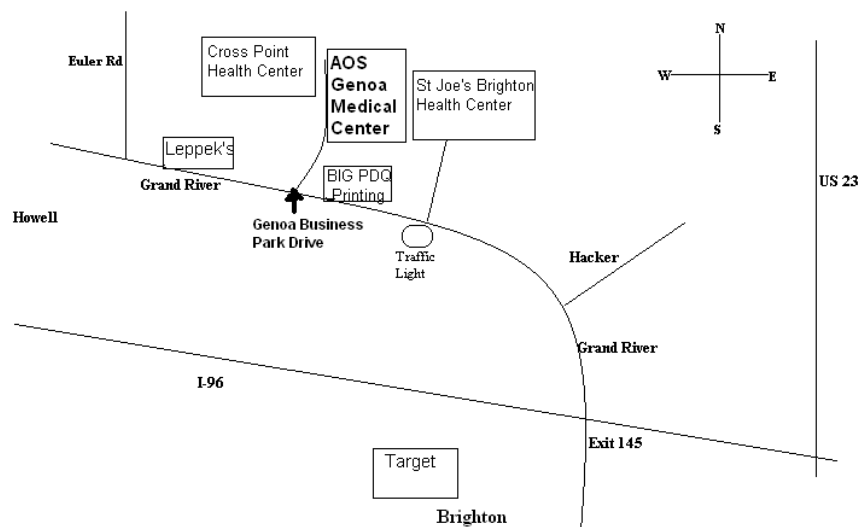 Euler Rd
Cross Point
Health Center
AOS
Genoa
Medical
Center
St Joe's Brighton
Health Center
N
W
E
S
Leppek's
BIG PDQ
Printing
Grand River
US 23
Howell
Genoa Business
Park Drive
Traffic
Light
Hacker
Grand River
I-96
Exit 145
Target
Brighton